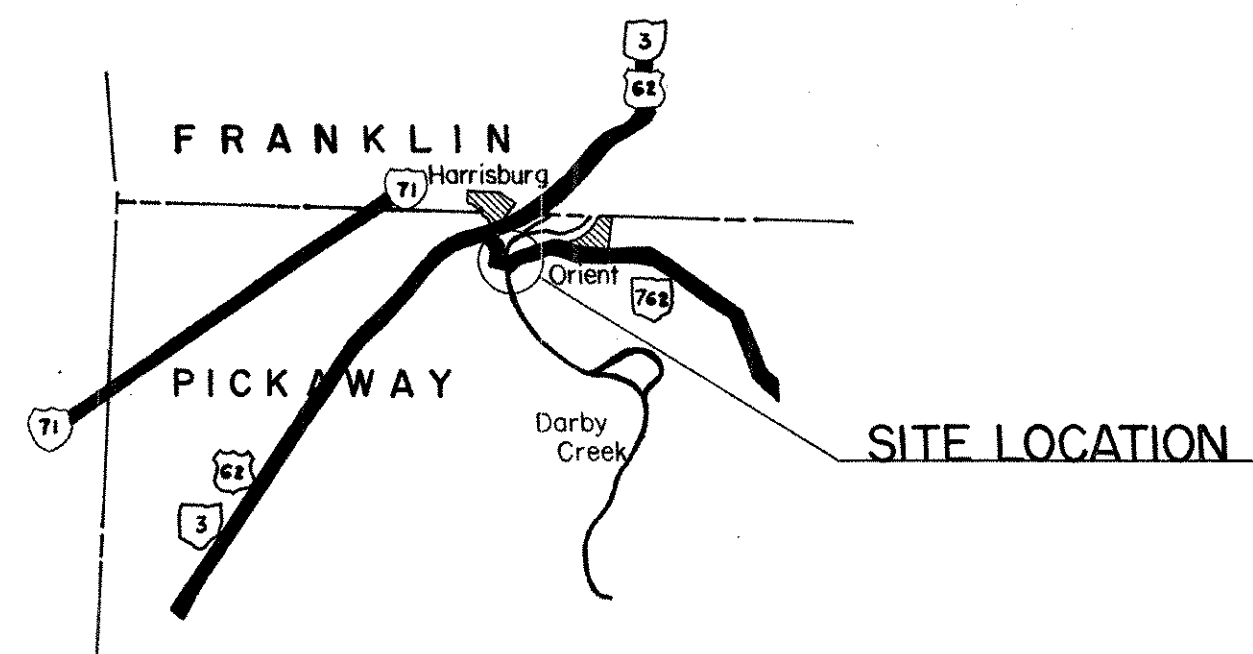 3
62
FRANKLIN
71
Harrisburg
Orient
762
PICKAWAY
71
Darby
Creek
SITE LOCATION
62
3